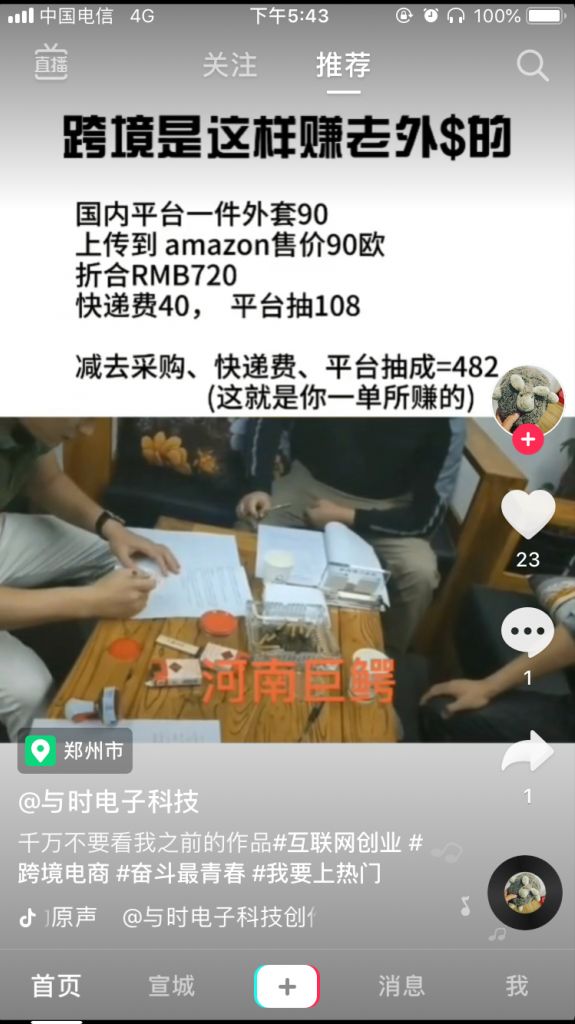 中国电信 4G 下午5:43 100%
直播 关注 推荐
跨境是这样赚老外$的
国内平台一件外套90
上传到 amazon售价90欧
折合RMB720
快递费40， 平台抽108
减去采购、快递费、平台抽成=482
(这就是你一单所赚的)
23
1
河南巨鳄
郑州市
1
@与时电子科技
千万不要看我之前的作品#互联网创业 #
跨境电商 #奋斗最青春 #我要上热门
原声 @与时电子科技创
首页 宣城 消息 我